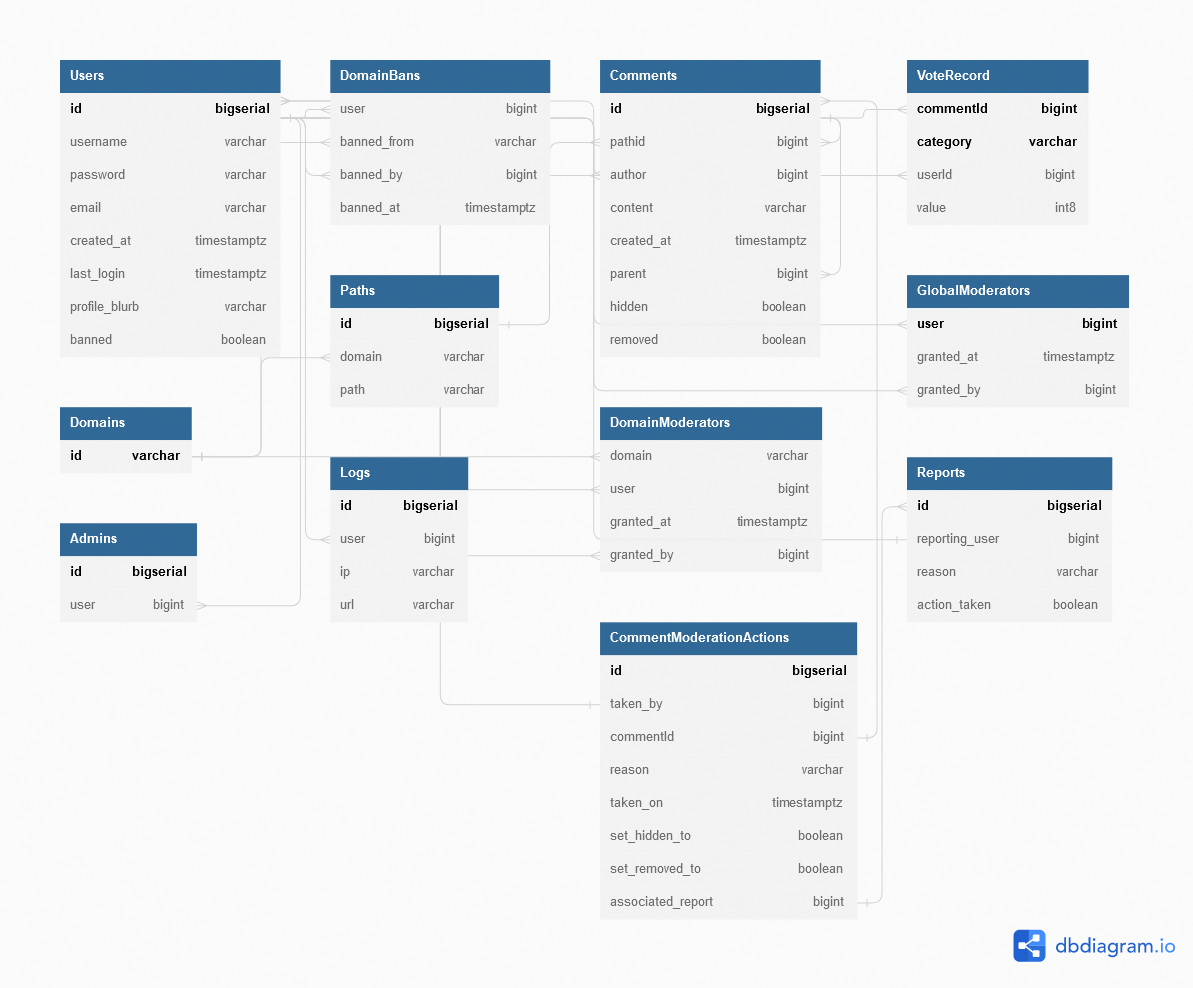 Users
id bigserial
username varchar
password varchar
email varchar
created_at timestamptz
last_login timestamptz
profile_blurb varchar
banned boolean
DomainBans
user bigint
banned_from varchar
banned_by bigint
banned_at timestamptz
Comments
id bigserial
pathid bigint
author bigint
content varchar
created_at timestamptz
parent bigint
hidden boolean
removed boolean
VoteRecord
commentId bigint
category varchar
userId bigint
value int8
Paths
id bigserial
domain varchar
path varchar
GlobalModerators
user bigint
granted_at timestamptz
granted_by bigint
Domains
id varchar
DomainModerators
domain varchar
user bigint
granted_at timestamptz
granted_by bigint
Logs
id bigserial
user bigint
ip varchar
url varchar
Reports
id bigserial
reporting_user bigint
reason varchar
action_taken boolean
Admins
id bigserial
user bigint
CommentModerationActions
id bigserial
taken_by bigint
commentId bigint
reason varchar
taken_on timestamptz
set_hidden_to boolean
set_removed_to boolean
associated_report bigint
dbdiagram.io